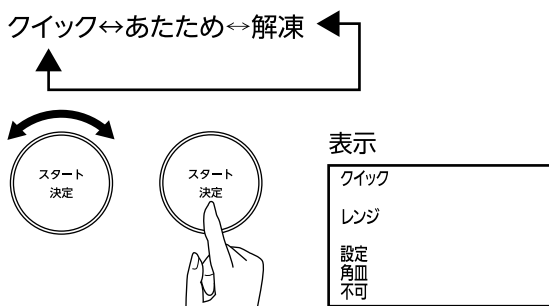 クイック↔あたため↔解凍
スタート
決定
スタート
決定
表示
クイック
レンジ
設定
角皿
不可